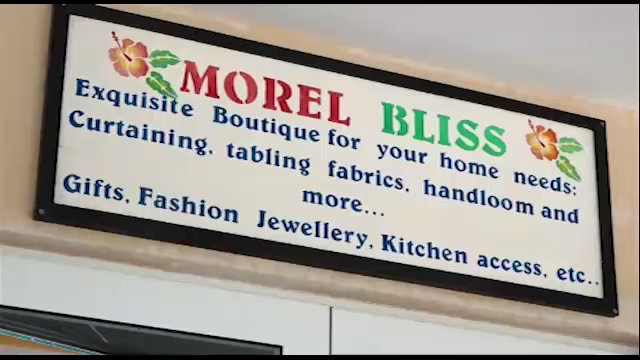 MOREL BLISS
Exquisite Boutique for your home needs:
Curtaining, tabling fabrics, handloom and
more...
Gifts, Fashion Jewellery, Kitchen access, etc..